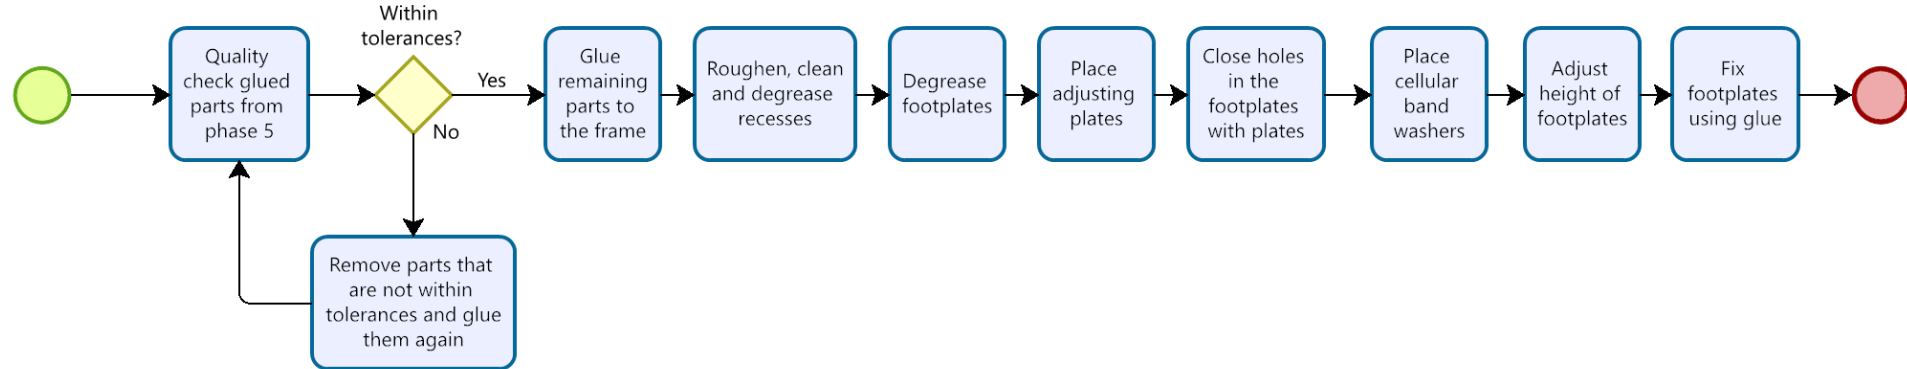 Quality
check glued
parts from
phase 5
Within
tolerances?
Yes
No
Remove parts that
are not within
tolerances and glue
them again
Glue
remaining
parts to
the frame
Roughen, clean
and degrease
recesses
Degrease
footplates
Place
adjusting
plates
Close holes
in the
footplates
with plates
Place
cellular
band
washers
Adjust
height of
footplates
Fix
footplates
using glue